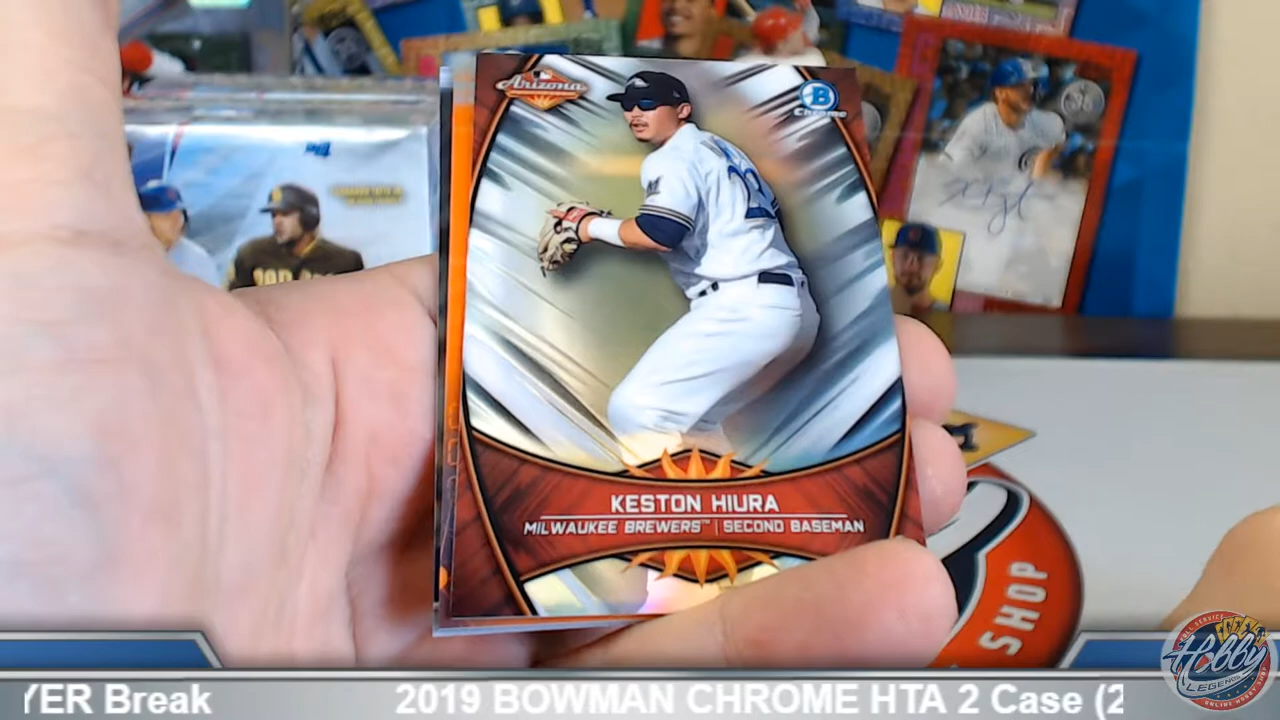 Arizona
B
Chrome
23
KESTON HIURA
MILWAUKEE BREWERS™ | SECOND BASEMAN
SHOP
YER Break 2019 BOWMAN CHROME HTA 2 Case (2
Hobby
LEGENDS